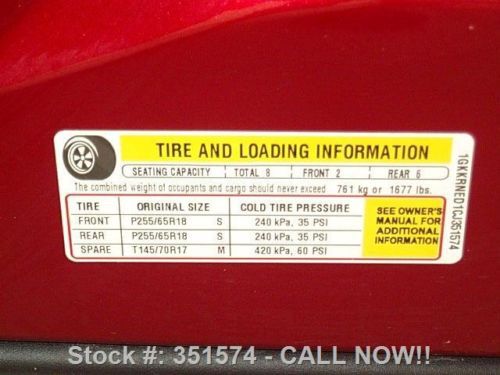 TIRE AND LOADING INFORMATION
SEATING CAPACITY TOTAL 8 FRONT 2 REAR 6
The combined weight of occupants and cargo should never exceed 761 kg or 1677 lbs.
TIRE ORIGINAL SIZE COLD TIRE PRESSURE
FRONT P255/65R18 S 240 kPa, 35 PSI
REAR P255/65R18 S 240 kPa, 35 PSI
SPARE T145/70R17 M 420 kPa, 60 PSI
SEE OWNER'S
MANUAL FOR
ADDITIONAL
INFORMATION
1GKKRNED1CJ351574
Stock #: 351574 - CALL NOW!!